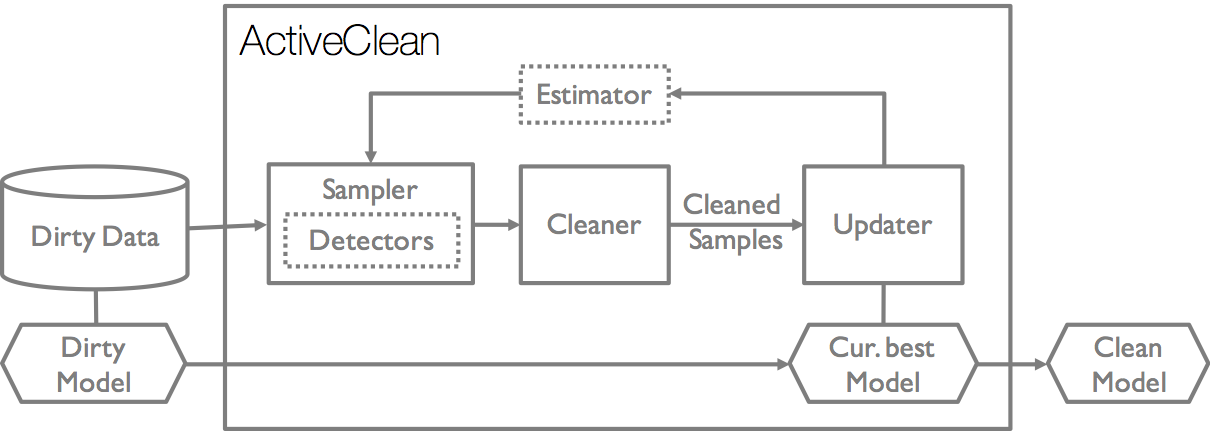 ActiveClean
Estimator
Sampler
Detectors
Dirty Data
Cleaner
Cleaned
Samples
Updater
Dirty
Model
Cur. best
Model
Clean
Model